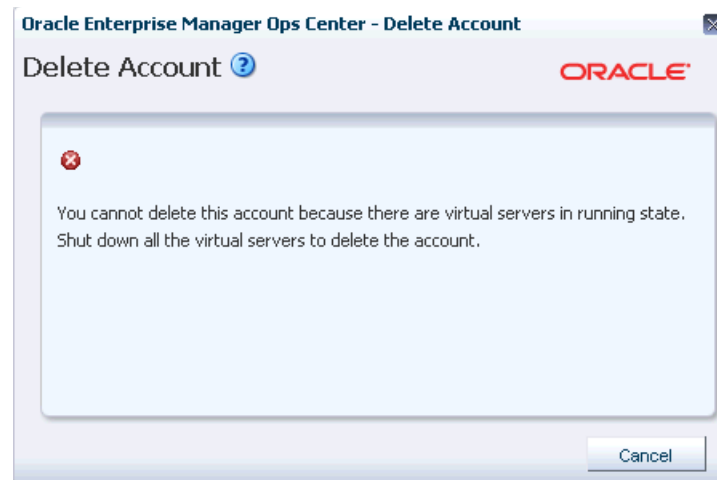 Oracle Enterprise Manager Ops Center - Delete Account
Delete Account
ORACLE
You cannot delete this account because there are virtual servers in running state.
Shut down all the virtual servers to delete the account.
Cancel